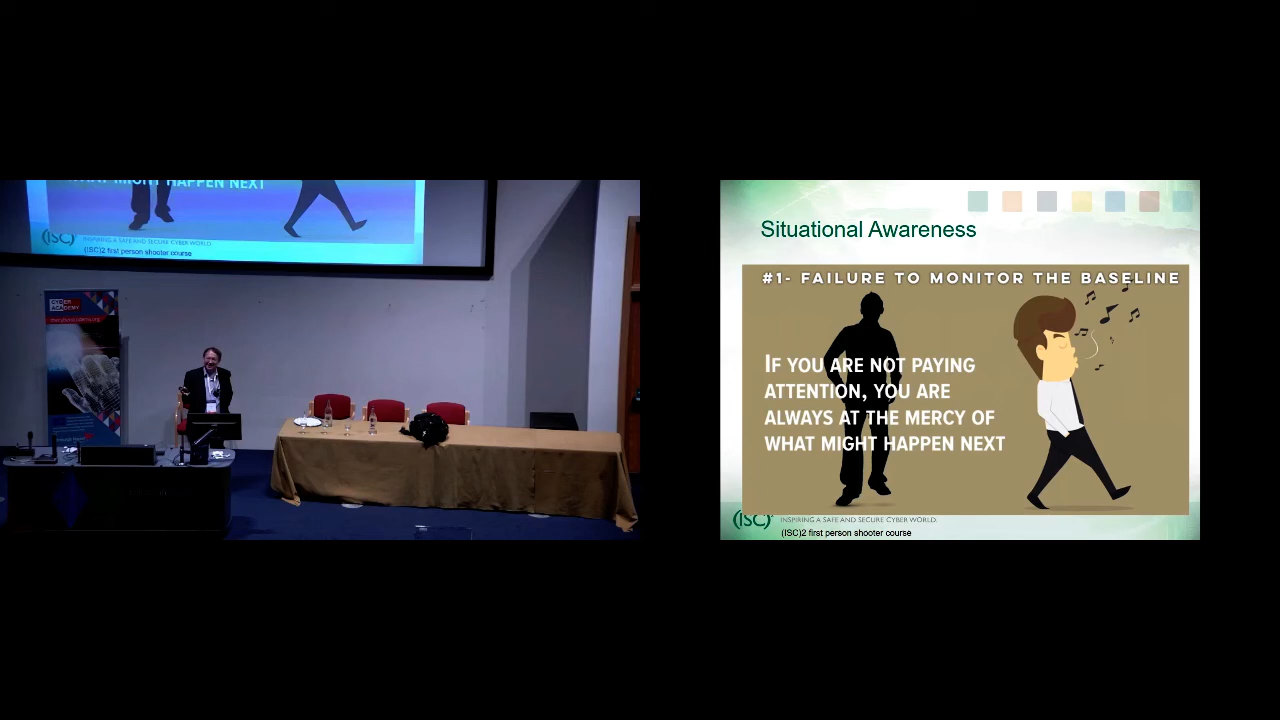 WHAT MIGHT HAPPEN NEXT
(ISC)
INSPIRING A SAFE AND SECURE CYBER WORLD.
(ISC)2 first person shooter course
Situational Awareness
#1- FAILURE TO MONITOR THE BASELINE
IF YOU ARE NOT PAYING
ATTENTION, YOU ARE
ALWAYS AT THE MERCY OF
WHAT MIGHT HAPPEN NEXT
(ISC)²
INSPIRING A SAFE AND SECURE CYBER WORLD.
(ISC)2 first person shooter course